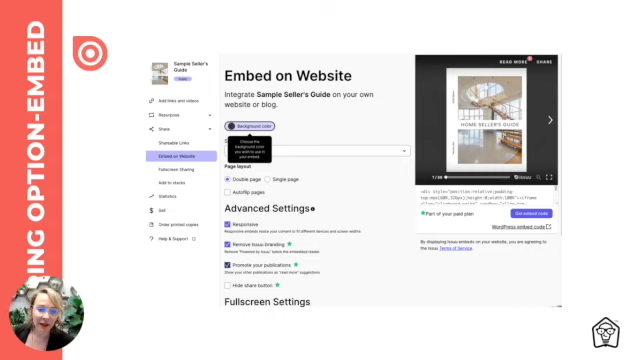 ING OPTION-EMBED
Sample Seller's
Guide
Add links and videos
Repurpose
Share
Shareable Links
Embed on Website
Fullscreen Sharing
Add to stacks
Statistics
Sell
Order printed copies
Help & Support
Embed on Website
Integrate Sample Seller's Guide on your own
website or blog.
Background color
Choose the
background color
you wish to use in
your embed.
Page layout
Double page
Single page
Autoflip pages
Advanced Settings
Responsive
Responsive embeds resize your content to fit different devices and screen widths
Remove Issuu branding
Remove "Powered by Issuu" below the embedded reader
Promote your publications
Show your other publications as "read more" suggestions
Hide share button
Fullscreen Settings
READ MORE
SHARE
HOME SELLER'S GUIDE
issuu
<div style="position:relative;padding-
Part of your paid plan
Get embed code
WordPress embed code
By displaying Issuu embeds on your website, you are agreeing to
the Issuu Terms of Service.